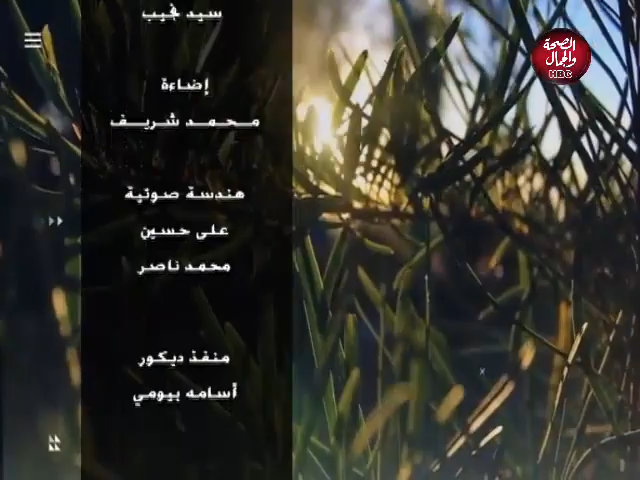 سيد نجيب
الصحة
والجمال
HBC
إضاءة
محمد شريف
هندسة صوتية
على حسين
محمد ناصر
منفذ ديكور
أسامه بيومي